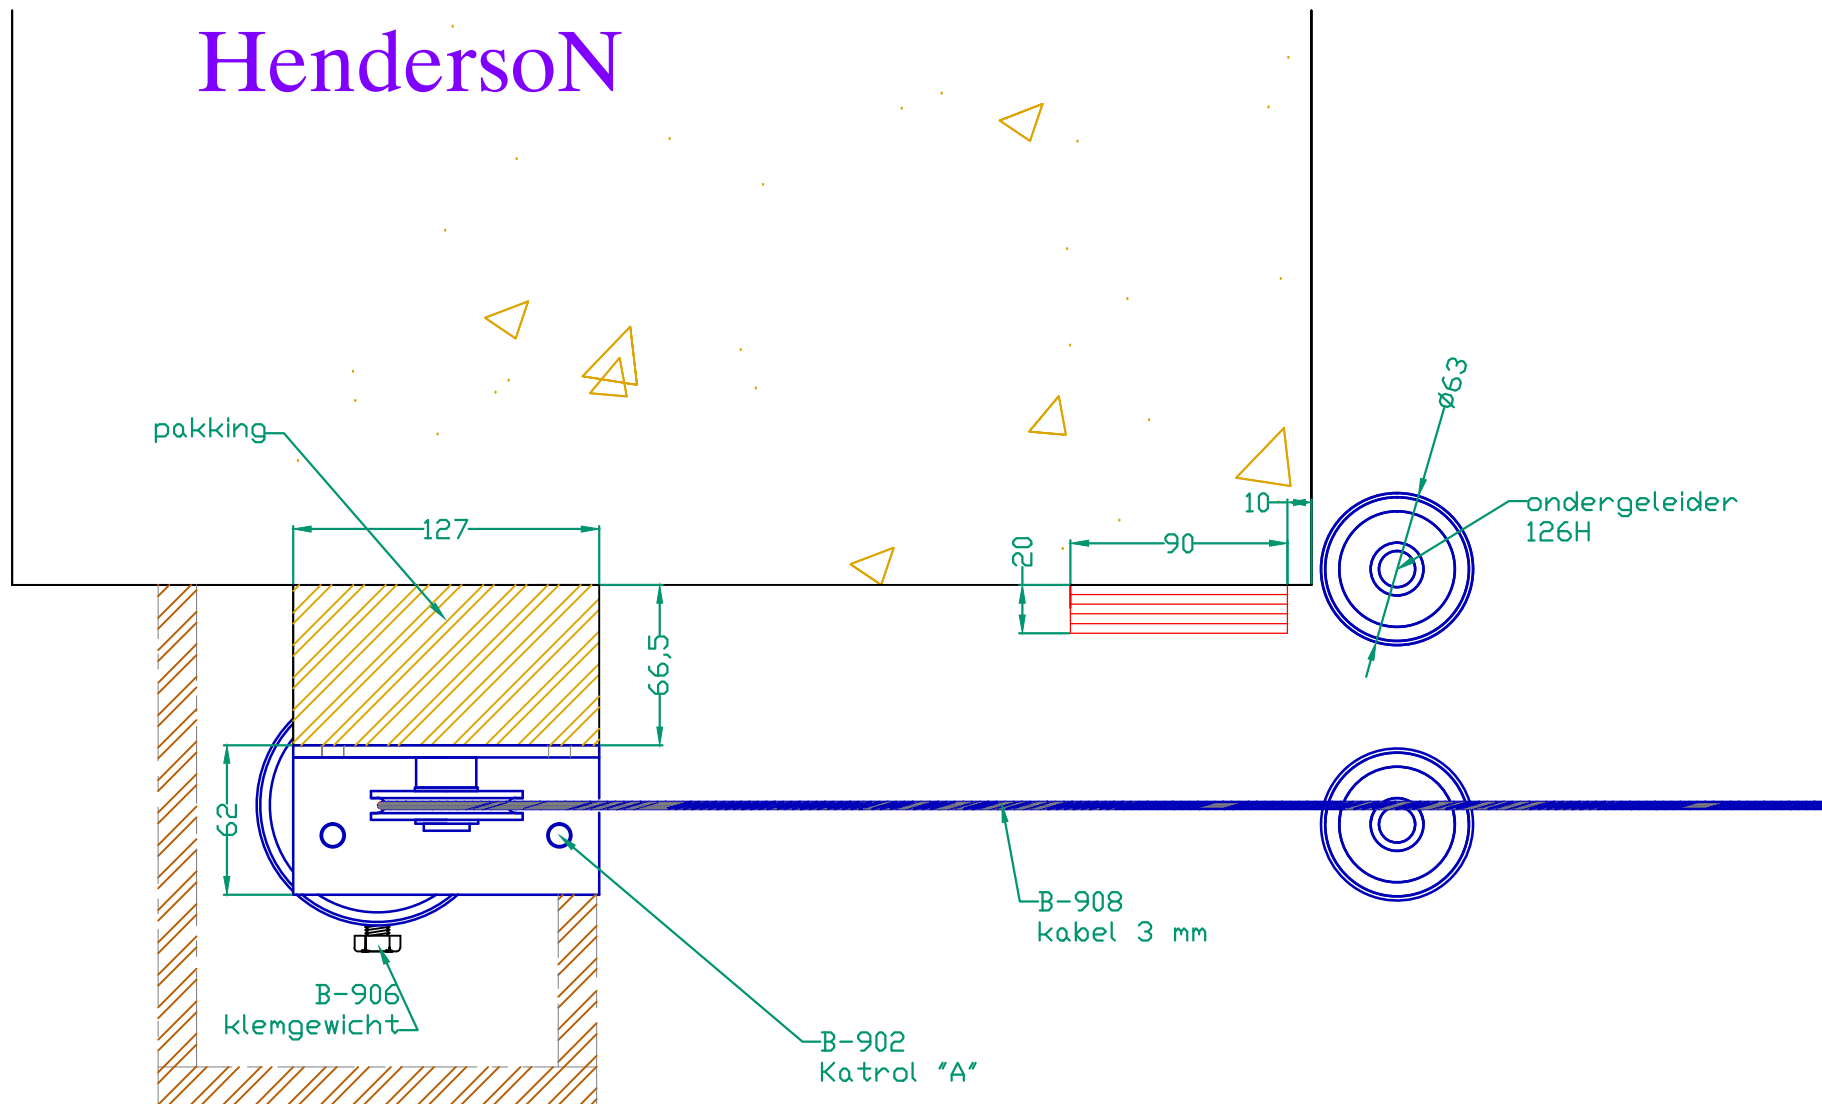 HendersoN
ø63
pakking
10
ondergeleider
126H
127
20
90
66,5
62
B-908
kabel 3 mm
B-906
klemgewicht
B-902
Katrol "A"